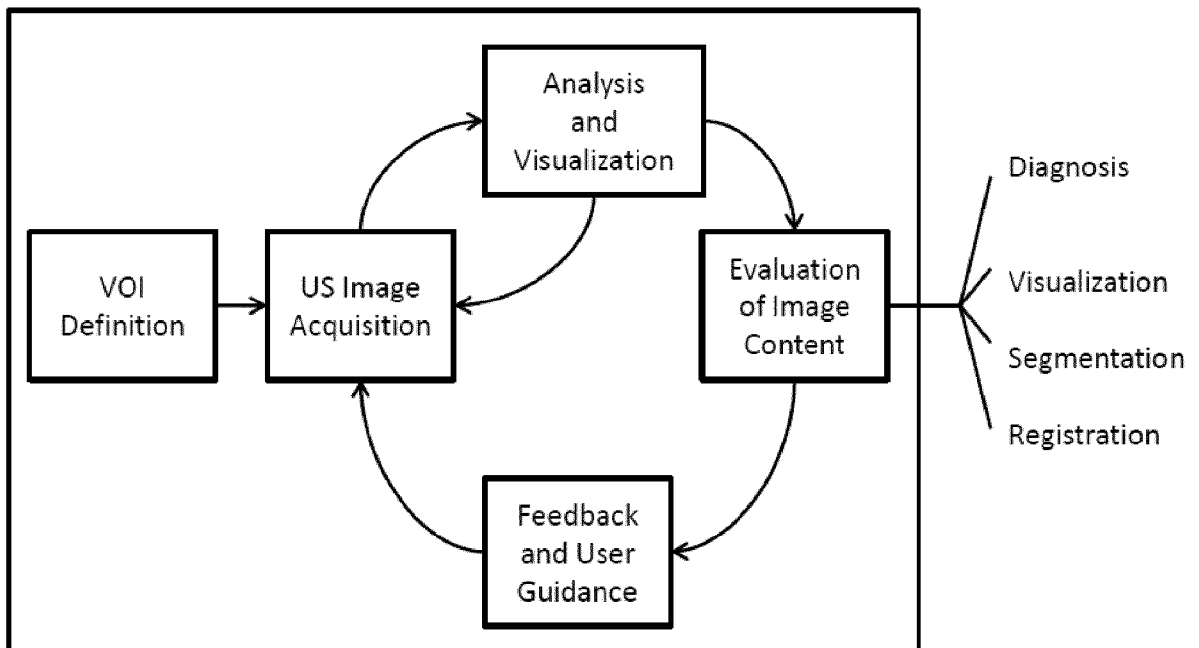 Analysis
and
Visualization
VOI
Definition
US Image
Acquisition
Evaluation
of Image
Content
Feedback
and User
Guidance
Diagnosis
Visualization
Segmentation
Registration